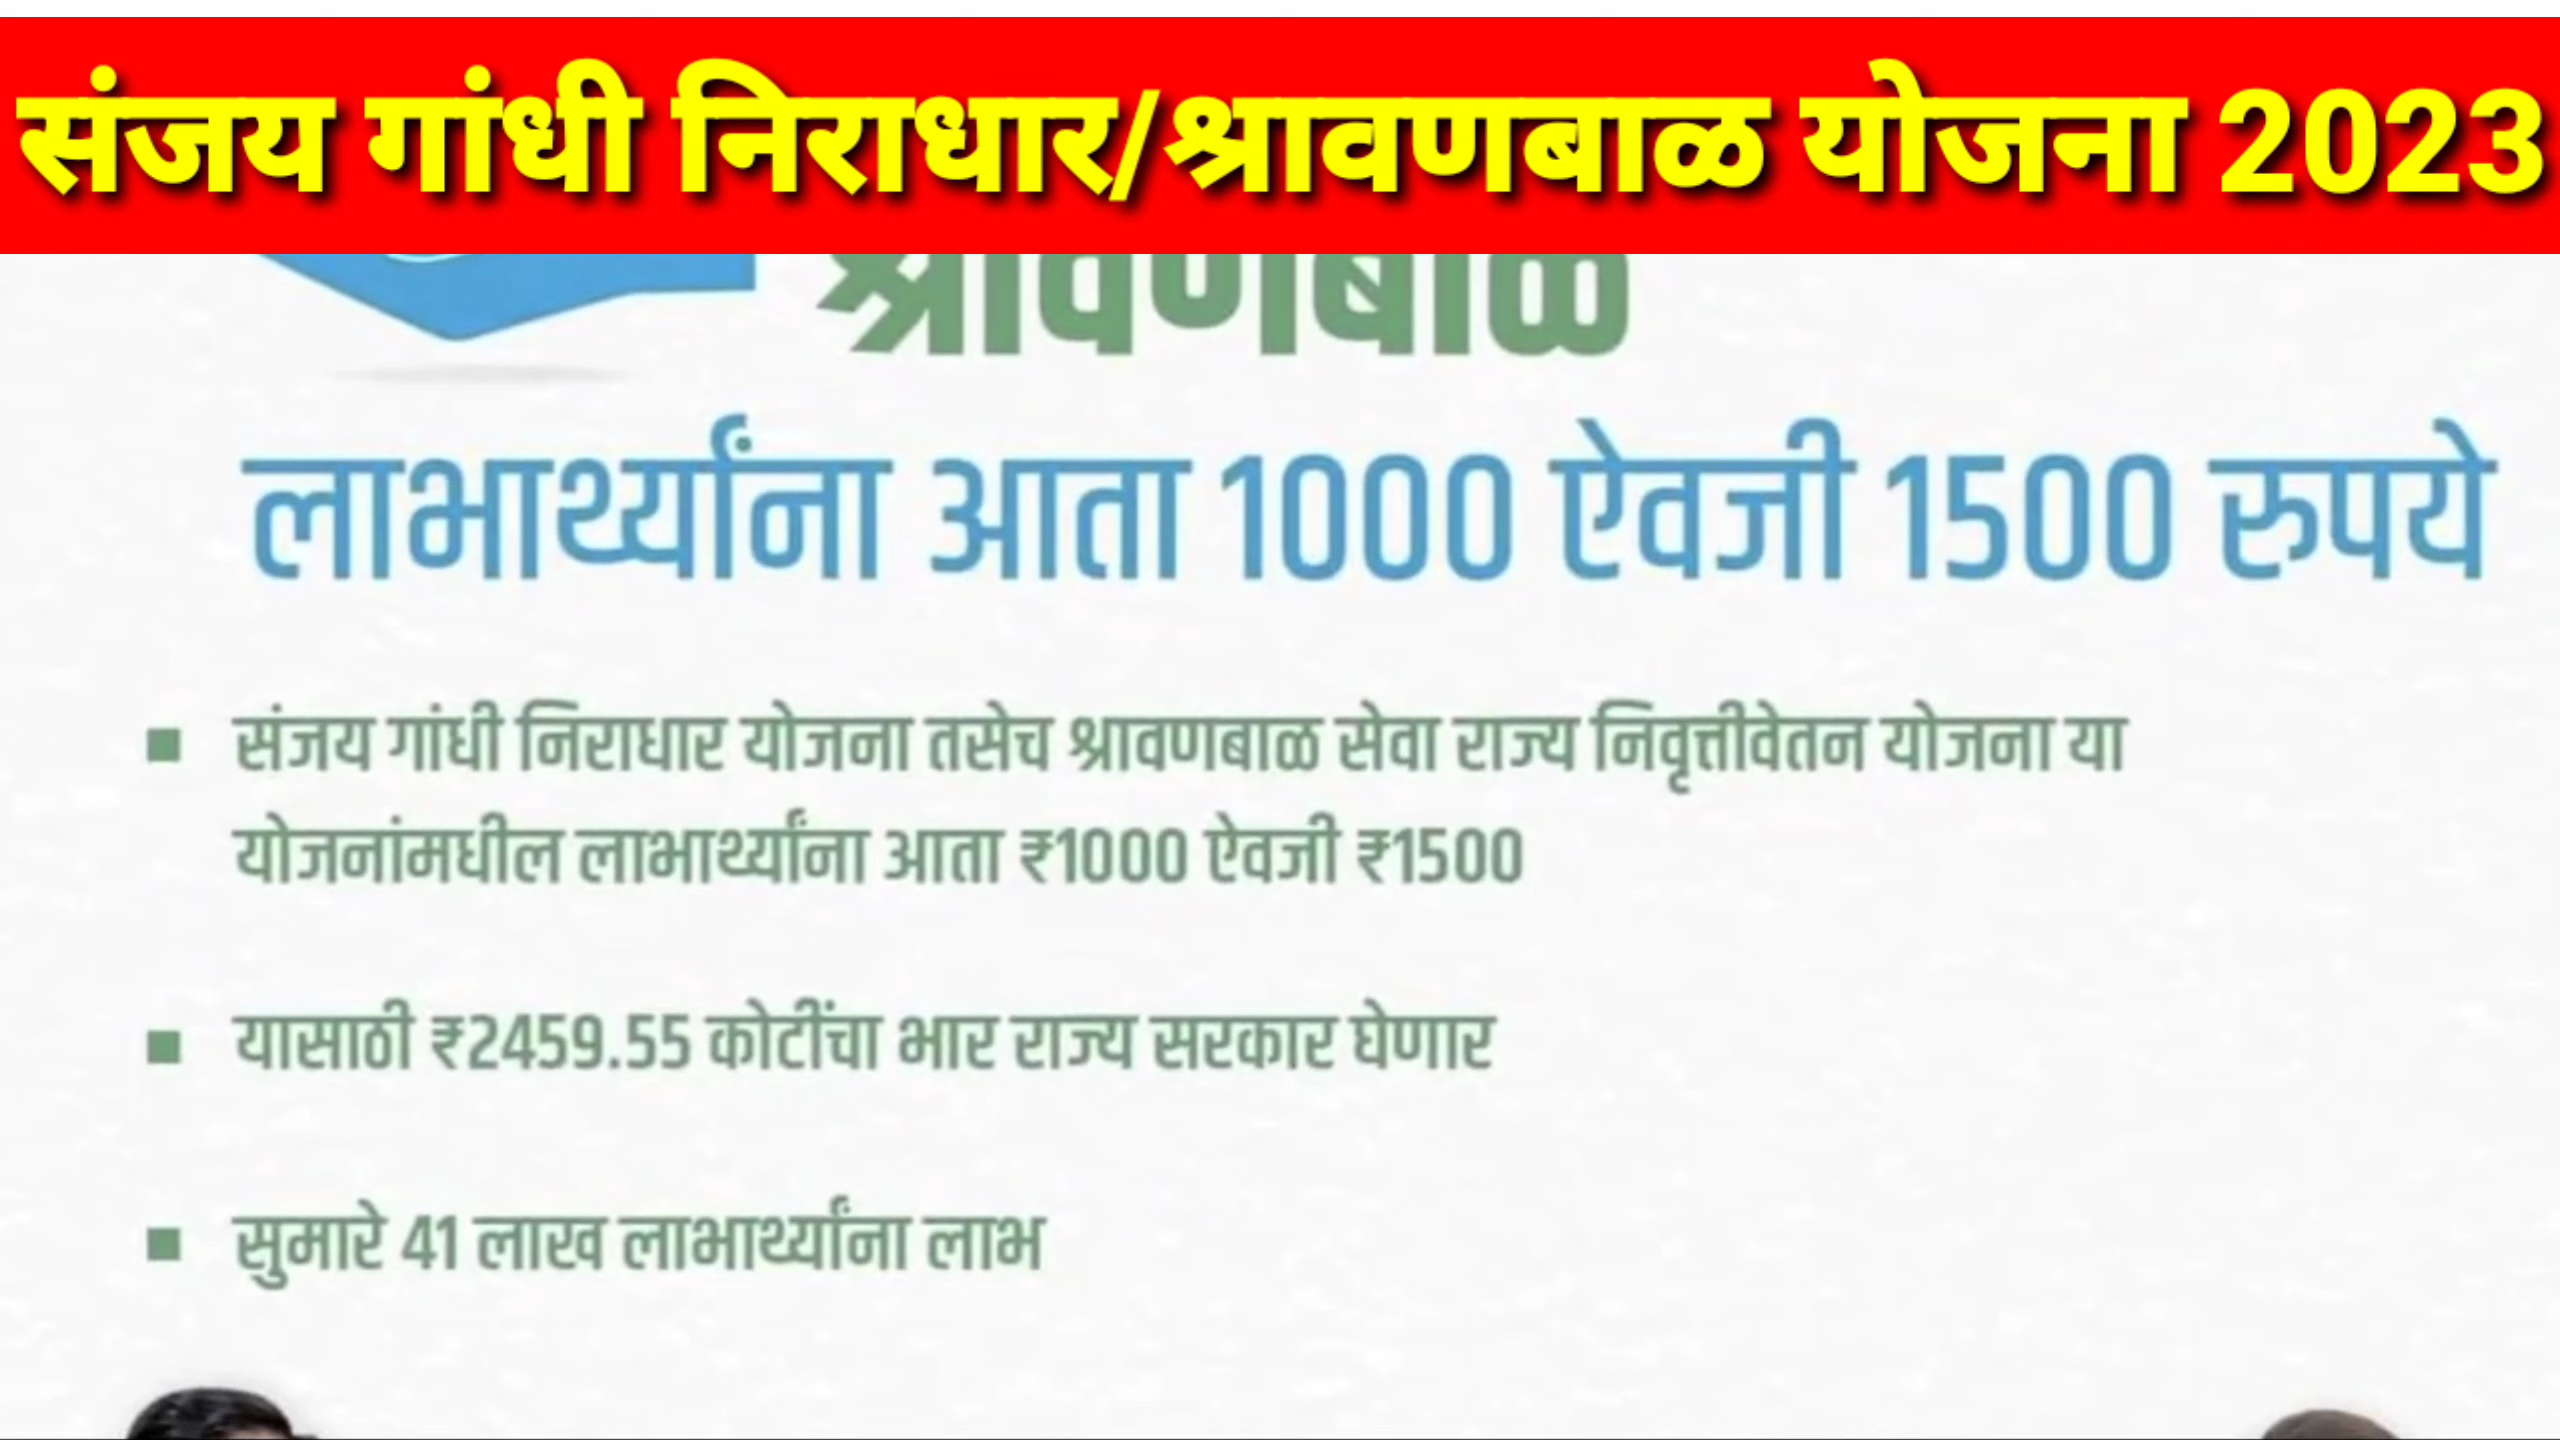 संजय गांधी निराधार/श्रावणबाळ योजना 2023
श्रावणबाळ
लाभार्थ्यांना आता 1000 ऐवजी 1500 रुपये
संजय गांधी निराधार योजना तसेच श्रावणबाळ सेवा राज्य निवृत्तीवेतन योजना या
योजनांमधील लाभार्थ्यांना आता ₹1000 ऐवजी ₹1500
यासाठी ₹2459.55 कोटींचा भार राज्य सरकार घेणार
सुमारे 41 लाख लाभार्थ्यांना लाभ